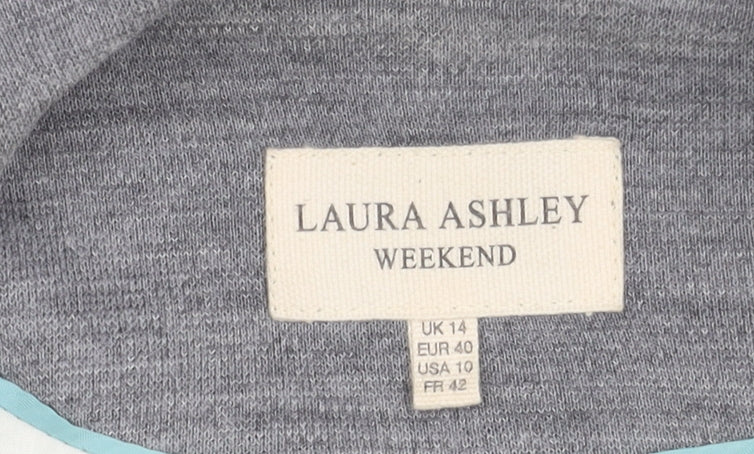 LAURA ASHLEY
WEEKEND
UK 14
EUR 40
USA 10
FR 42